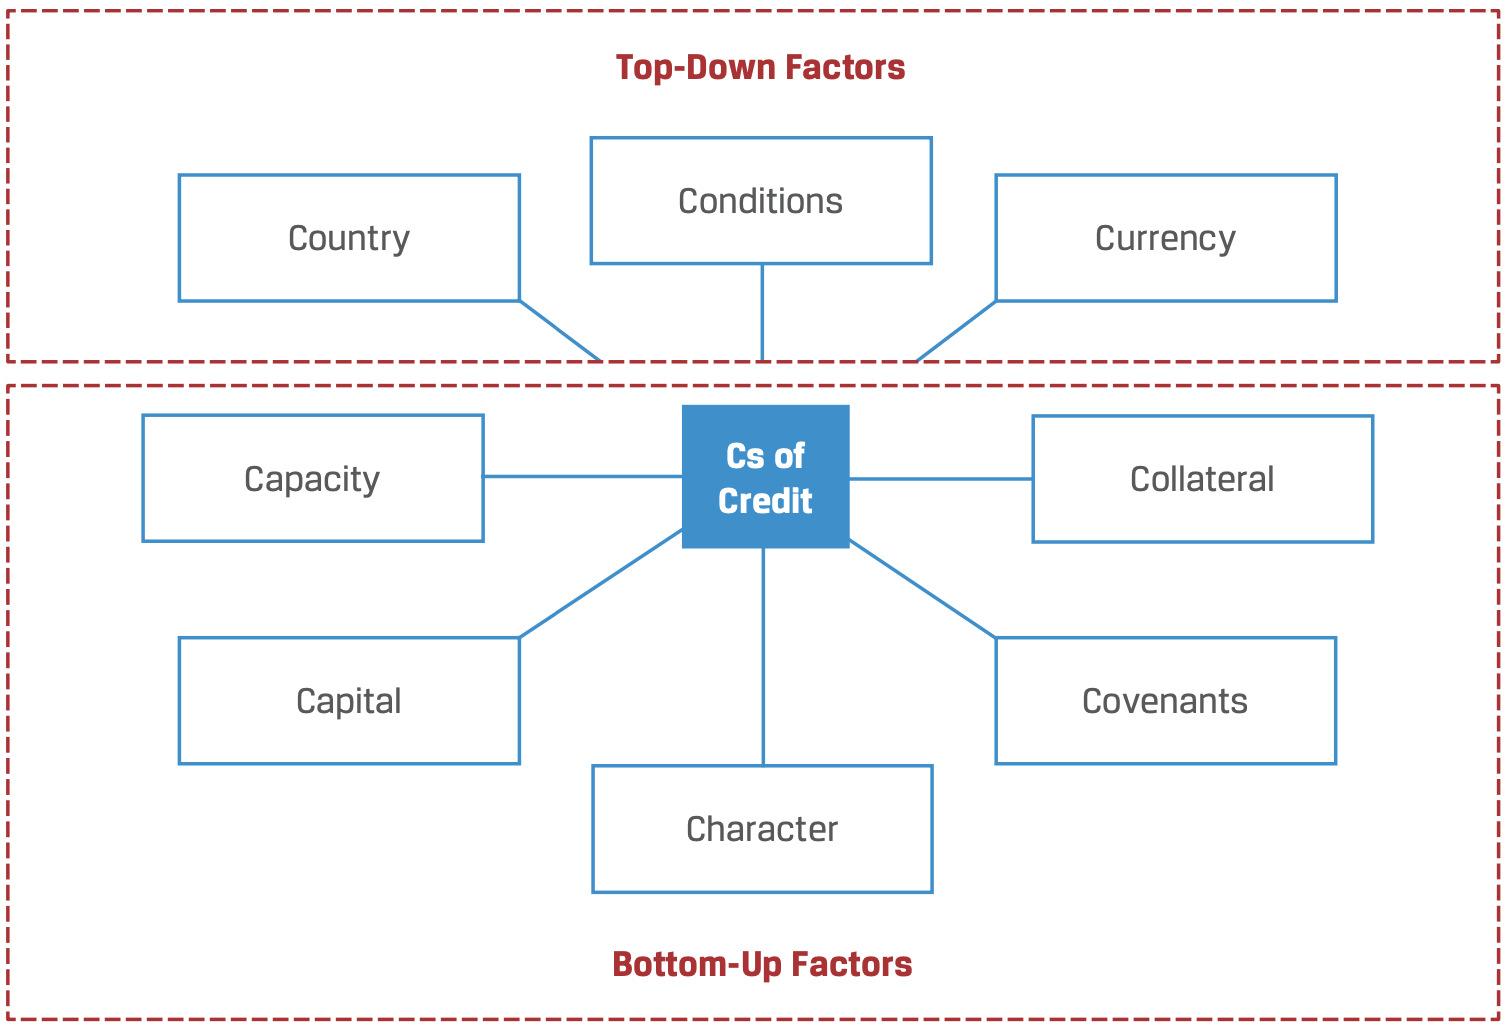 Top-Down Factors
Conditions
Country
Currency
Cs of
Credit
Capacity
Collateral
Capital
Covenants
Character
Bottom-Up Factors